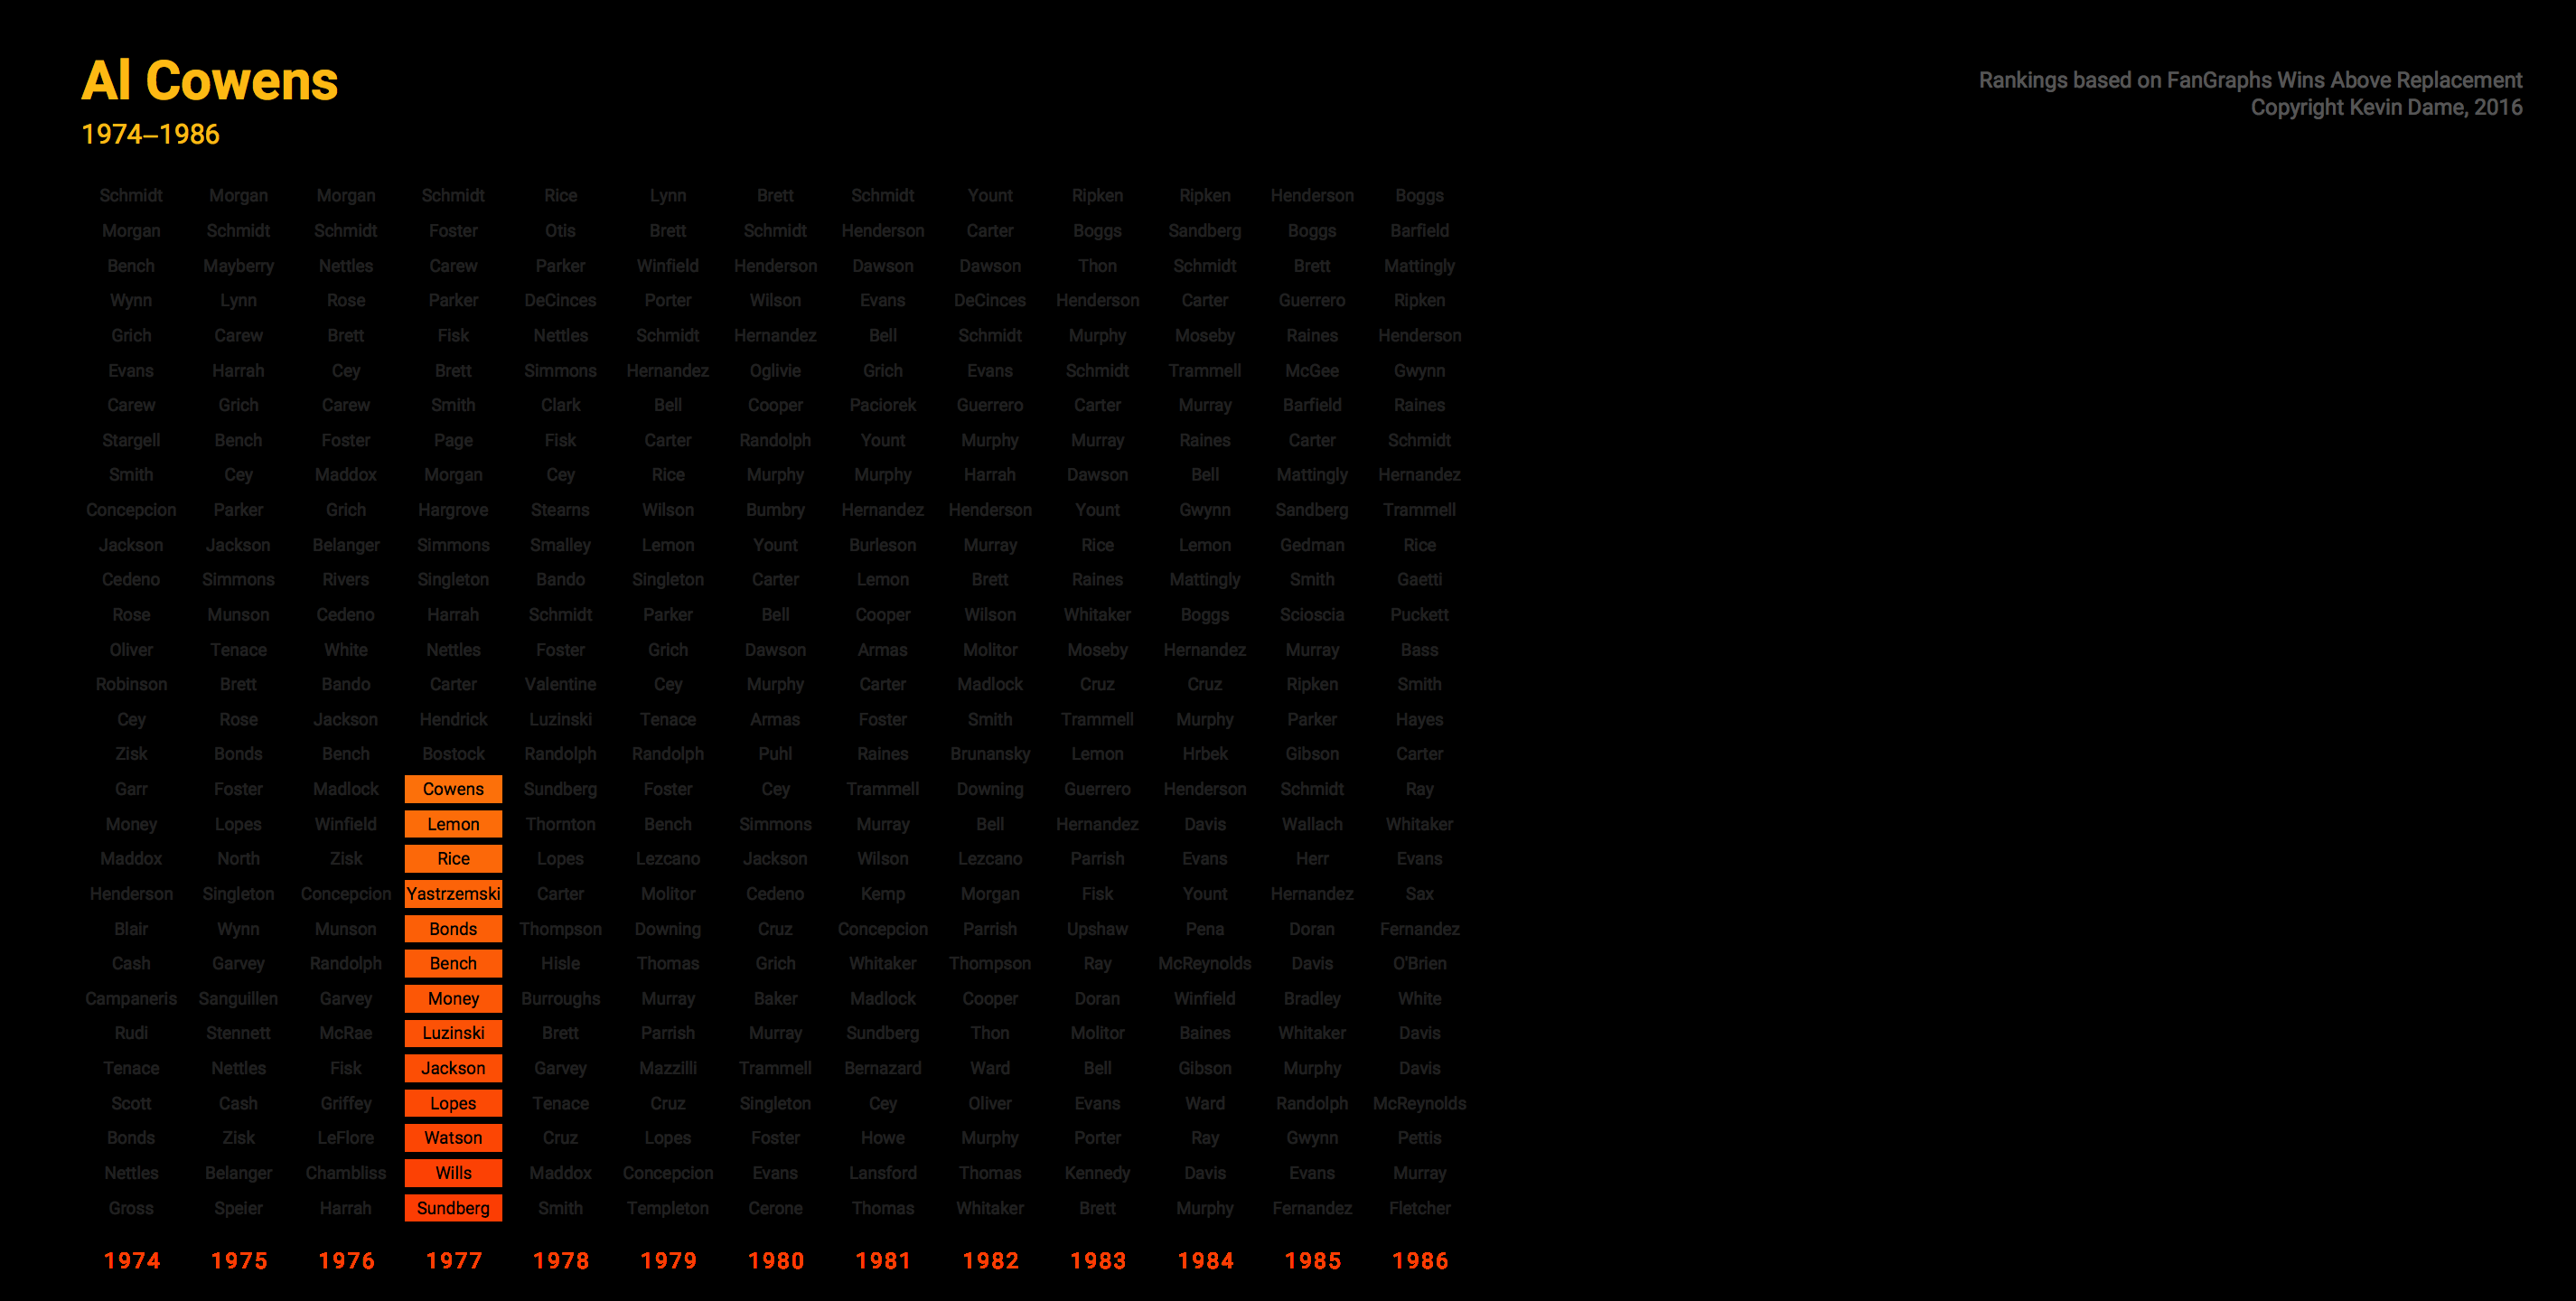 Al Cowens
1974–1986
Rankings based on FanGraphs Wins Above Replacement
Copyright Kevin Dame, 2016
Schmidt Morgan Morgan Schmidt Rice Lynn Brett Schmidt Yount Ripken Ripken Henderson Boggs
Morgan Schmidt Schmidt Foster Otis Brett Schmidt Henderson Carter Boggs Sandberg Boggs Barfield
Bench Mayberry Nettles Carew Parker Winfield Henderson Dawson Dawson Thon Schmidt Brett Mattingly
Wynn Lynn Rose Parker DeCinces Porter Wilson Evans DeCinces Henderson Carter Guerrero Ripken
Grich Carew Brett Fisk Nettles Schmidt Hernandez Bell Schmidt Murphy Moseby Raines Henderson
Evans Harrah Cey Brett Simmons Hernandez Oglivie Grich Evans Schmidt Trammell McGee Gwynn
Carew Grich Carew Smith Clark Bell Cooper Paciorek Guerrero Carter Murray Barfield Raines
Stargell Bench Foster Page Fisk Carter Randolph Yount Murphy Murray Raines Carter Schmidt
Smith Cey Maddox Morgan Cey Rice Murphy Murphy Harrah Dawson Bell Mattingly Hernandez
Concepcion Parker Grich Hargrove Stearns Wilson Bumbry Hernandez Henderson Yount Gwynn Sandberg Trammell
Jackson Jackson Belanger Simmons Smalley Lemon Yount Burleson Murray Rice Lemon Gedman Rice
Cedeno Simmons Rivers Singleton Bando Singleton Carter Lemon Brett Raines Mattingly Smith Gaetti
Rose Munson Cedeno Harrah Schmidt Parker Bell Cooper Wilson Whitaker Boggs Scioscia Puckett
Oliver Tenace White Nettles Foster Grich Dawson Armas Molitor Moseby Hernandez Murray Bass
Robinson Brett Bando Carter Valentine Cey Murphy Carter Madlock Cruz Cruz Ripken Smith
Cey Rose Jackson Hendrick Luzinski Tenace Armas Foster Smith Trammell Murphy Parker Hayes
Zisk Bonds Bench Bostock Randolph Randolph Puhl Raines Brunansky Lemon Hrbek Gibson Carter
Garr Foster Madlock Cowens Sundberg Foster Cey Trammell Downing Guerrero Henderson Schmidt Ray
Money Lopes Winfield Lemon Thornton Bench Simmons Murray Bell Hernandez Davis Wallach Whitaker
Maddox North Zisk Rice Lopes Lezcano Jackson Wilson Lezcano Parrish Evans Herr Evans
Henderson Singleton Concepcion Yastrzemski Carter Molitor Cedeno Kemp Morgan Fisk Yount Hernandez Sax
Blair Wynn Munson Bonds Thompson Downing Cruz Concepcion Parrish Upshaw Pena Doran Fernandez
Cash Garvey Randolph Bench Hisle Thomas Grich Whitaker Thompson Ray McReynolds Davis O'Brien
Campaneris Sanguillen Garvey Money Burroughs Murray Baker Madlock Cooper Doran Winfield Bradley White
Rudi Stennett McRae Luzinski Brett Parrish Murray Sundberg Thon Molitor Baines Whitaker Davis
Tenace Nettles Fisk Jackson Garvey Mazzilli Trammell Bernazard Ward Bell Gibson Murphy Davis
Scott Cash Griffey Lopes Tenace Cruz Singleton Cey Oliver Evans Ward Randolph McReynolds
Bonds Zisk LeFlore Watson Cruz Lopes Foster Howe Murphy Porter Ray Gwynn Pettis
Nettles Belanger Chambliss Wills Maddox Concepcion Evans Lansford Thomas Kennedy Davis Evans Murray
Gross Speier Harrah Sundberg Smith Templeton Cerone Thomas Whitaker Brett Murphy Fernandez Fletcher
1974 1975 1976 1977 1978 1979 1980 1981 1982 1983 1984 1985 1986